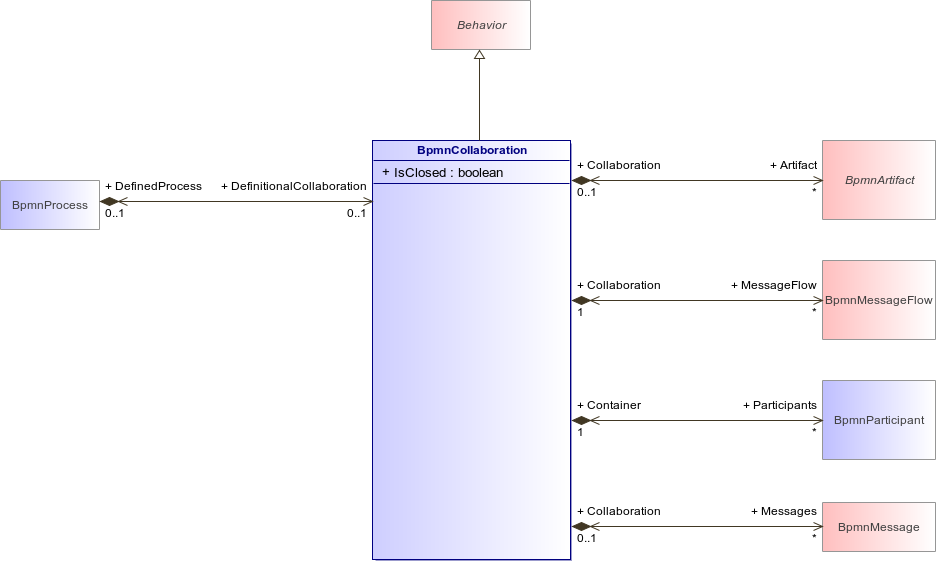 Behavior
BpmnCollaboration
+ IsClosed : boolean
+ DefinedProcess
+ DefinitionalCollaboration
BpmnProcess
0..1
0..1
+ Collaboration
+ Artifact
BpmnArtifact
0..1
*
+ Collaboration
+ MessageFlow
BpmnMessageFlow
1
*
+ Container
+ Participants
BpmnParticipant
1
*
+ Collaboration
+ Messages
BpmnMessage
0..1
*